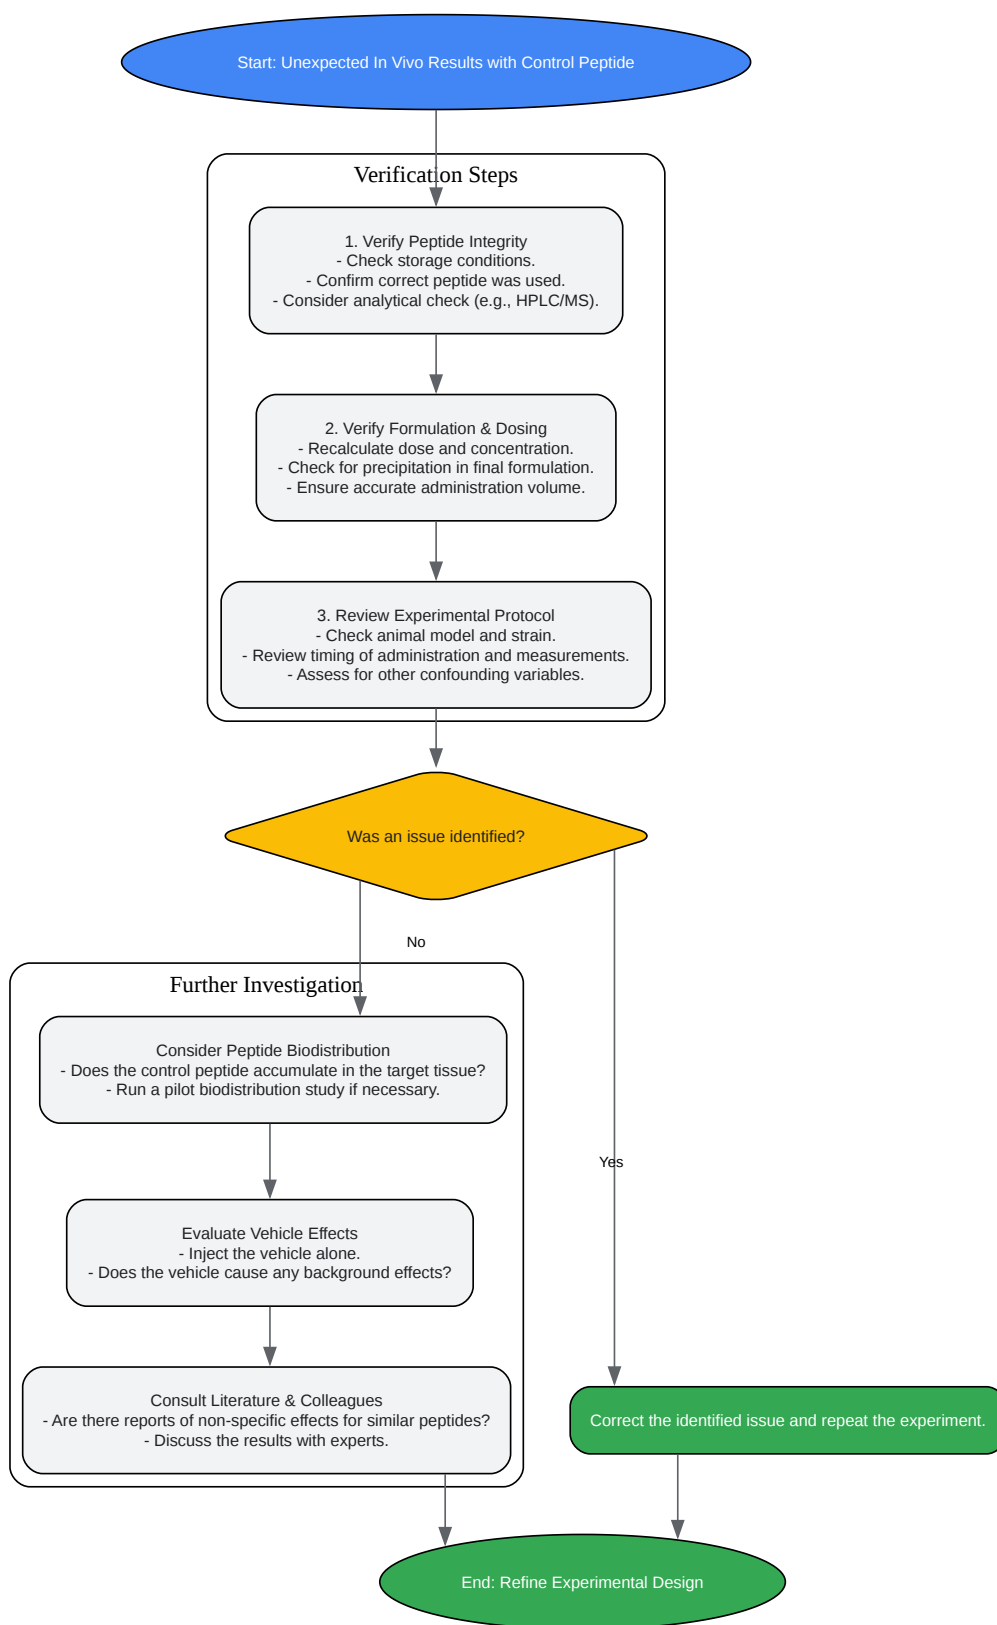 Start: Unexpected In Vivo Results with Control Peptide
Verification Steps
1. Verify Peptide Integrity
- Check storage conditions.
- Confirm correct peptide was used.
- Consider analytical check (e.g., HPLC/MS).
2. Verify Formulation & Dosing
- Recalculate dose and concentration.
- Check for precipitation in final formulation.
- Ensure accurate administration volume.
3. Review Experimental Protocol
- Check animal model and strain.
- Review timing of administration and measurements.
- Assess for other confounding variables.
Was an issue identified?
No
Further Investigation
Consider Peptide Biodistribution
- Does the control peptide accumulate in the target tissue?
- Run a pilot biodistribution study if necessary.
Yes
Evaluate Vehicle Effects
- Inject the vehicle alone.
- Does the vehicle cause any background effects?
Consult Literature & Colleagues
- Are there reports of non-specific effects for similar peptides?
- Discuss the results with experts.
Correct the identified issue and repeat the experiment.
End: Refine Experimental Design